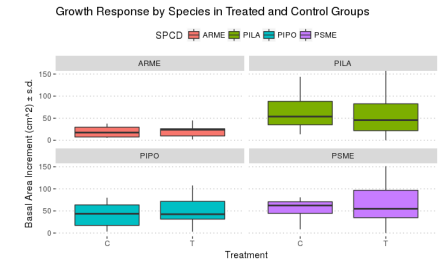 Growth Response by Species in Treated and Control Groups
SPCD ARME PILA PIPO PSME
ARME PILA
150
100
50
0
PIPO PSME
150
100
50
0
C T C T
Treatment
Basal Area Increment (cm^2) ± s.d.